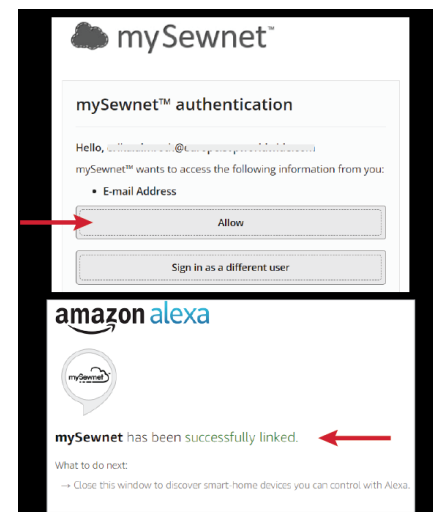 mySewnet™
mySewnet™ authentication
Hello,
mySewnet™ wants to access the following information from you:
• E-mail Address
Allow
Sign in as a different user
amazon alexa
mySewnet
mySewnet has been successfully linked.
What to do next:
→ Close this window to discover smart-home devices you can control with Alexa.